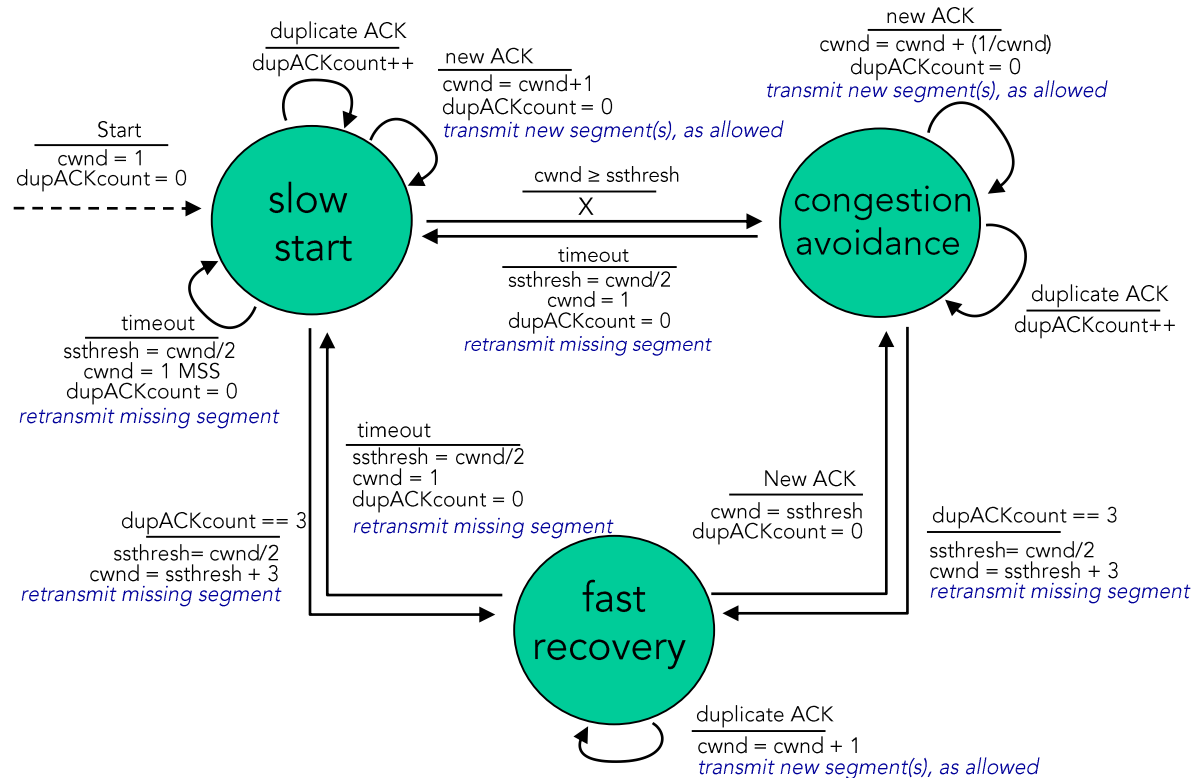 duplicate ACK
dupACKcount++
new ACK
cwnd = cwnd+1
dupACKcount = 0
transmit new segment(s), as allowed
new ACK
cwnd = cwnd + (1/cwnd)
dupACKcount = 0
transmit new segment(s), as allowed
Start
cwnd = 1
dupACKcount = 0
slow
start
cwnd ≥ ssthresh
X
congestion
avoidance
timeout
ssthresh = cwnd/2
cwnd = 1
dupACKcount = 0
retransmit missing segment
duplicate ACK
dupACKcount++
timeout
ssthresh = cwnd/2
cwnd = 1 MSS
dupACKcount = 0
retransmit missing segment
timeout
ssthresh = cwnd/2
cwnd = 1
dupACKcount = 0
retransmit missing segment
New ACK
cwnd = ssthresh
dupACKcount = 0
dupACKcount == 3
ssthresh= cwnd/2
cwnd = ssthresh + 3
retransmit missing segment
dupACKcount == 3
ssthresh= cwnd/2
cwnd = ssthresh + 3
retransmit missing segment
fast
recovery
duplicate ACK
cwnd = cwnd + 1
transmit new segment(s), as allowed